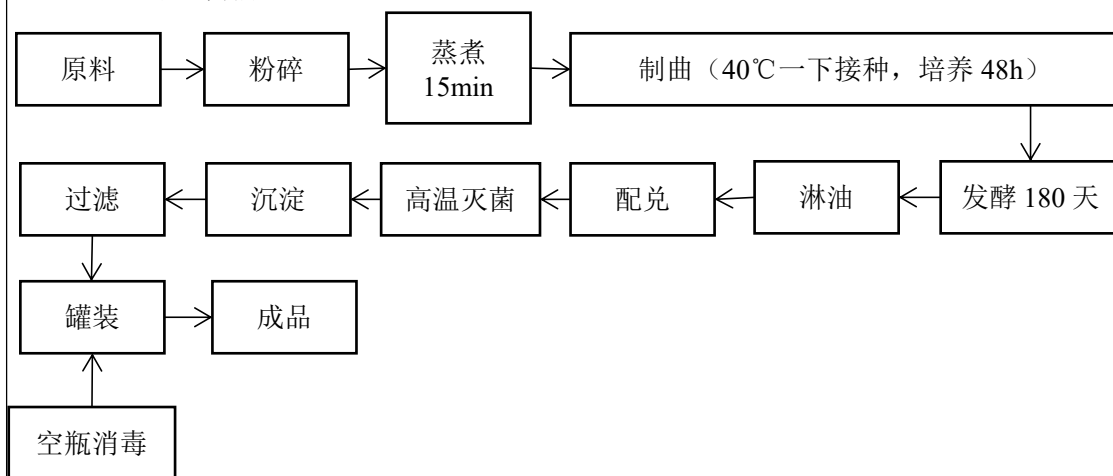 原料
粉碎
蒸煮
15min
制曲（40℃一下接种，培养 48h）
发酵 180 天
淋油
配兑
高温灭菌
沉淀
过滤
罐装
成品
空瓶消毒